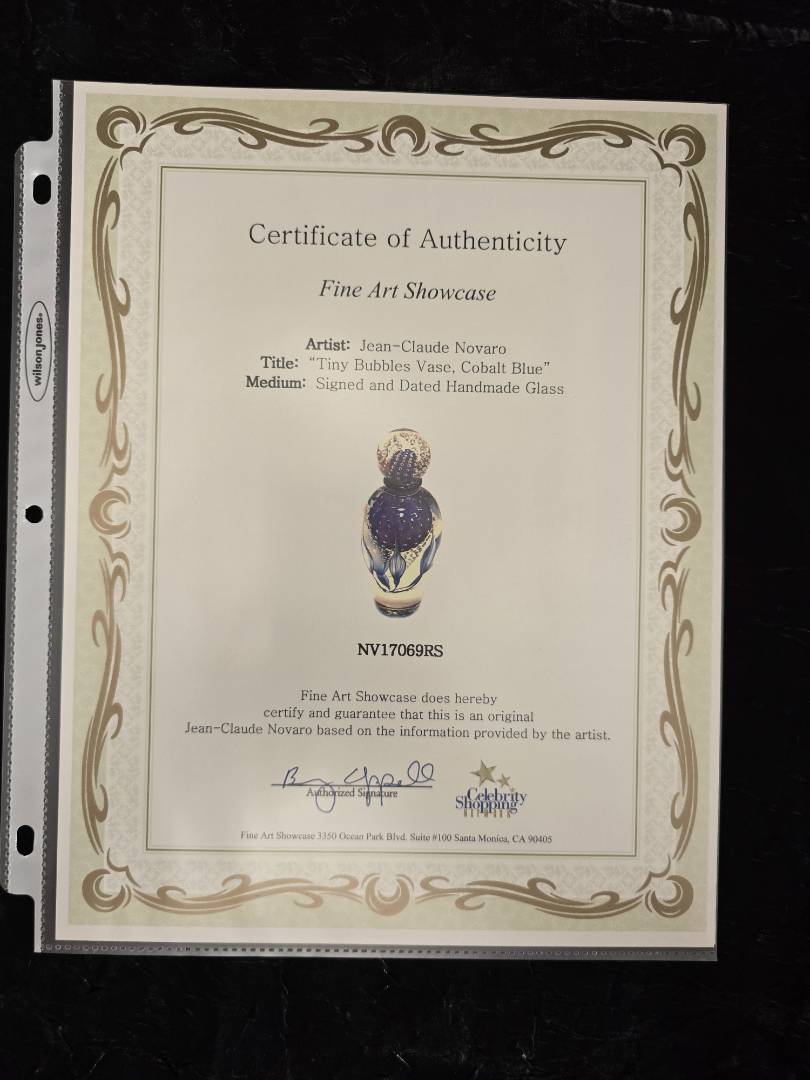 Certificate of Authenticity
Fine Art Showcase
Artist: Jean-Claude Novaro
Title: "Tiny Bubbles Vase, Cobalt Blue"
Medium: Signed and Dated Handmade Glass
wilson jones®
NV17069RS
Fine Art Showcase does hereby
certify and guarantee that this is an original
Jean-Claude Novaro based on the information provided by the artist.
Authorized Signature
Celebrity
Shopping
NETWORK
Fine Art Showcase 3350 Ocean Park Blvd. Suite #100 Santa Monica, CA 90405